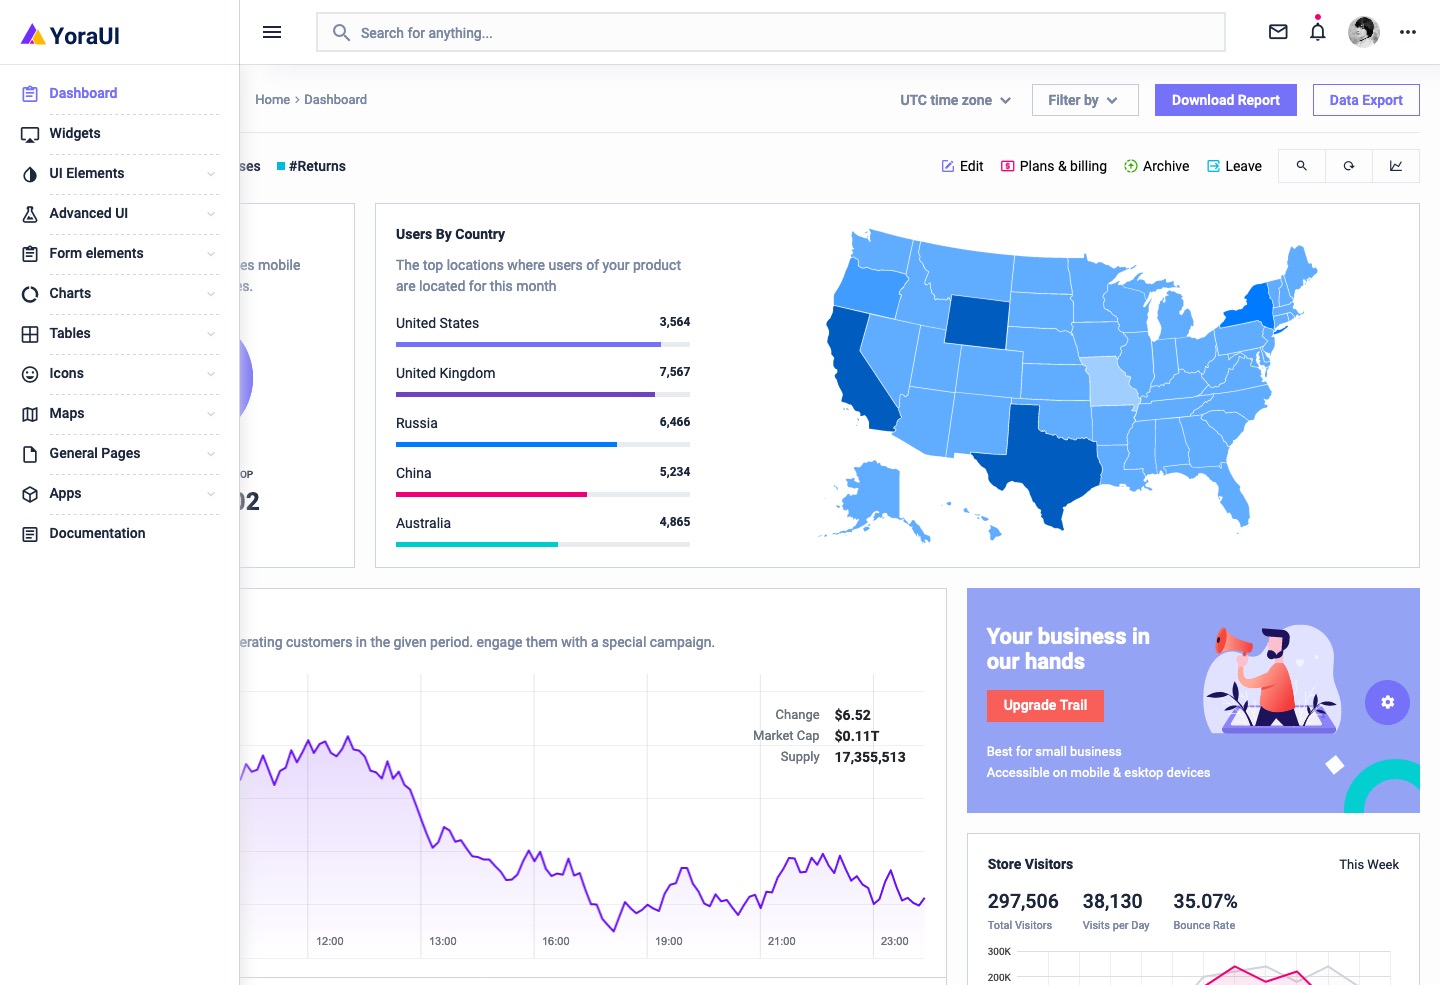 YoraUI
Search for anything...
Dashboard
Widgets
UI Elements
Advanced UI
Form elements
Charts
Tables
Icons
Maps
General Pages
Apps
Documentation
Home > Dashboard
UTC time zone
Filter by
Download Report
Data Export
ses
#Returns
Edit
Plans & billing
Archive
Leave
es mobile
s.
OP
02
Users By Country
The top locations where users of your product
are located for this month
United States 3,564
United Kingdom 7,567
Russia 6,466
China 5,234
Australia 4,865
erating customers in the given period. engage them with a special campaign.
Change $6.52
Market Cap $0.11T
Supply 17,355,513
12:00 13:00 16:00 19:00 21:00 23:00
Your business in
our hands
Upgrade Trail
Best for small business
Accessible on mobile & esktop devices
Store Visitors
This Week
297,506 38,130 35.07%
Total Visitors Visits per Day Bounce Rate
300K
200K